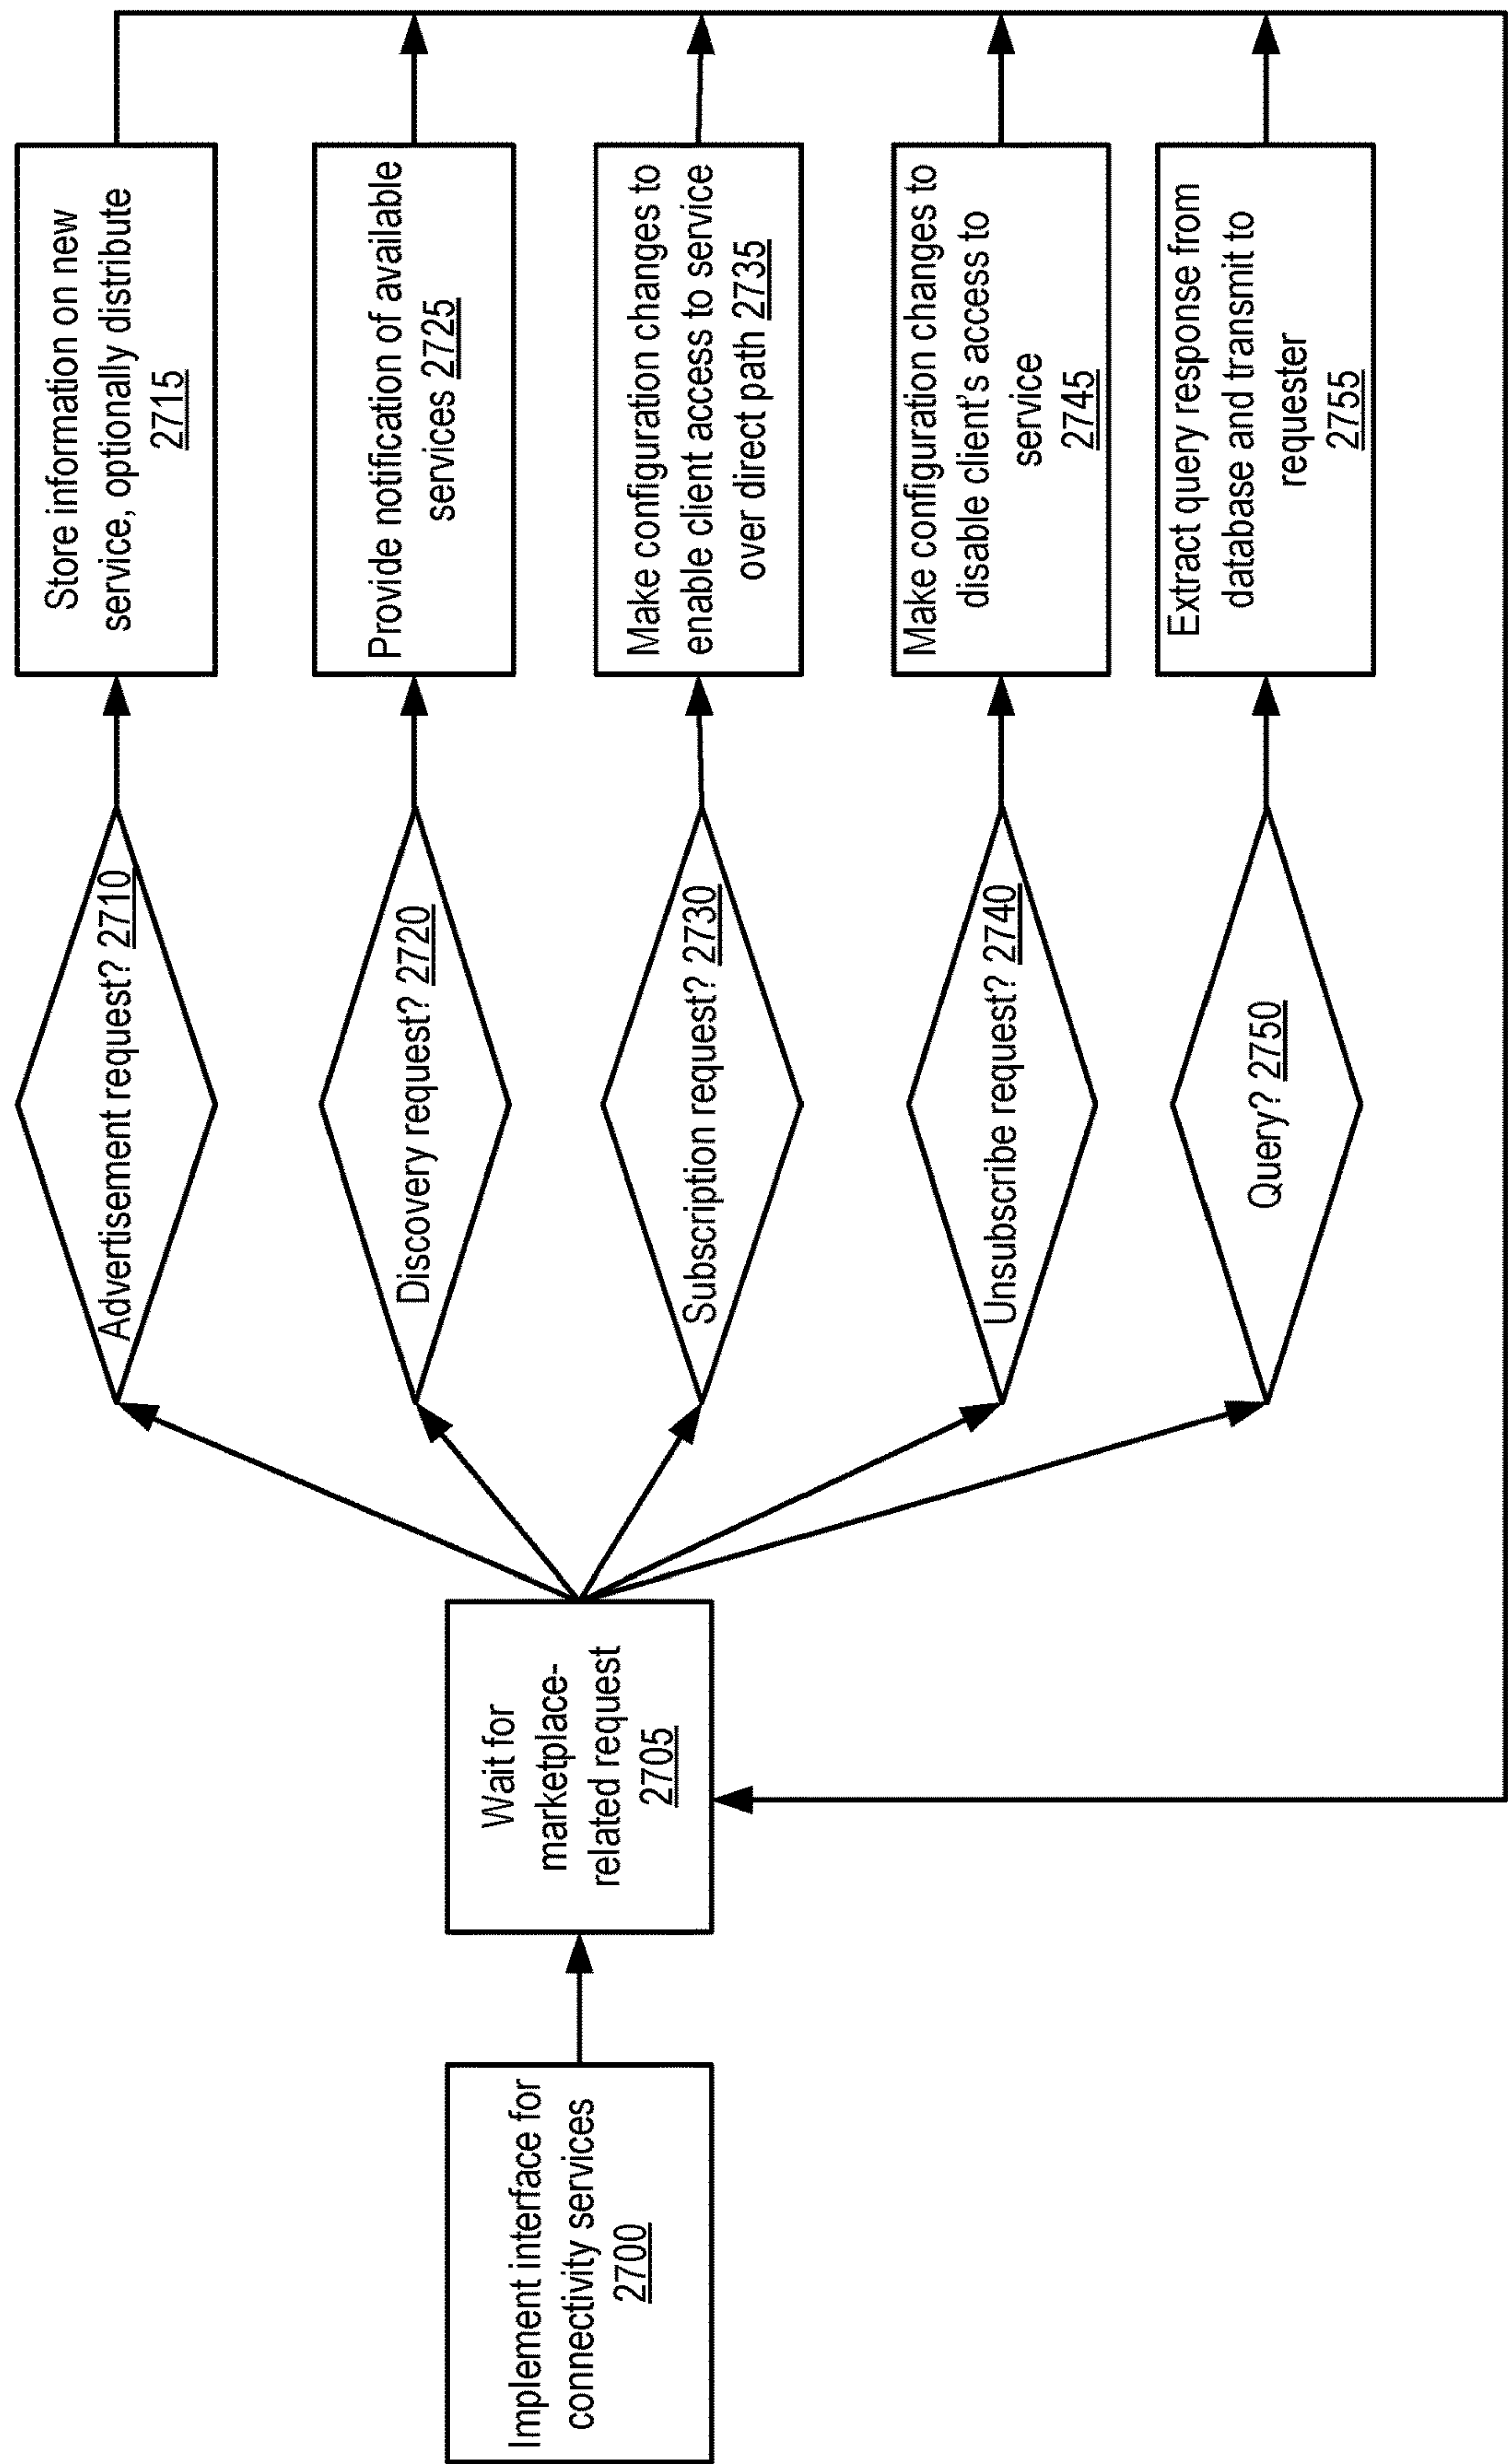 Implement interface for
connectivity services
2700
Wait for
marketplace-
related request
2705
Advertisement request? 2710
Store information on new
service, optionally distribute
2715
Discovery request? 2720
Provide notification of available
services 2725
Subscription request? 2730
Make configuration changes to
enable client access to service
over direct path 2735
Unsubscribe request? 2740
Make configuration changes to
disable client's access to
service
2745
Query? 2750
Extract query response from
database and transmit to
requester
2755